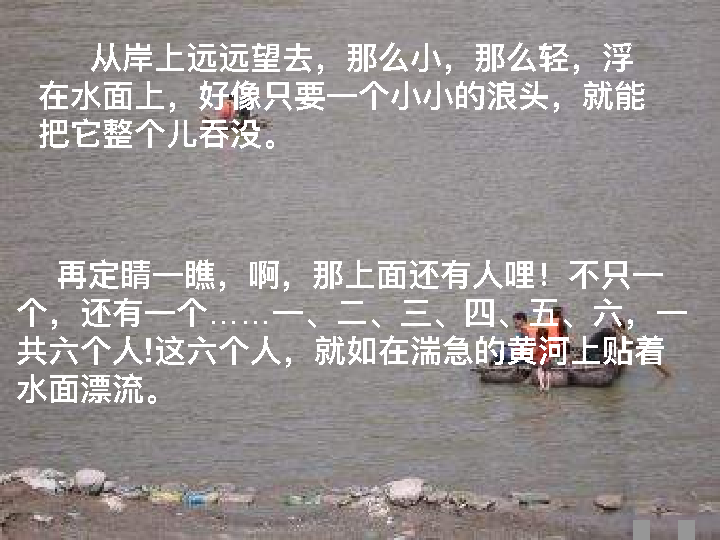 从岸上远远望去，那么小，那么轻，浮
在水面上，好像只要一个小小的浪头，就能
把它整个儿吞没。
再定睛一瞧，啊，那上面还有人哩！不只一
个，还有一个……一、二、三、四、五、六，一
共六个人!这六个人，就如在湍急的黄河上贴着
水面漂流。